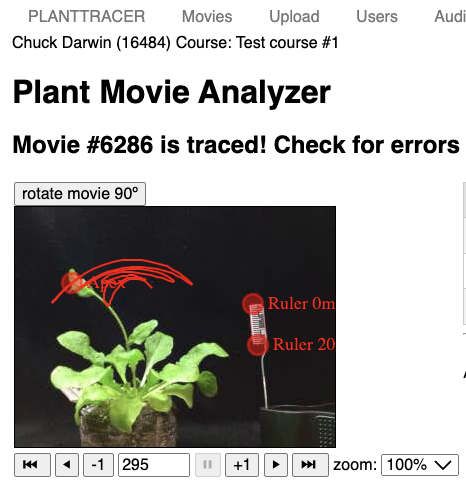 PLANTTRACER Movies Upload Users Audi
Chuck Darwin (16484) Course: Test course #1
Plant Movie Analyzer
Movie #6286 is traced! Check for errors
rotate movie 90°
Apex
Ruler 0m
Ruler 20
-1 295 +1 zoom: 100%